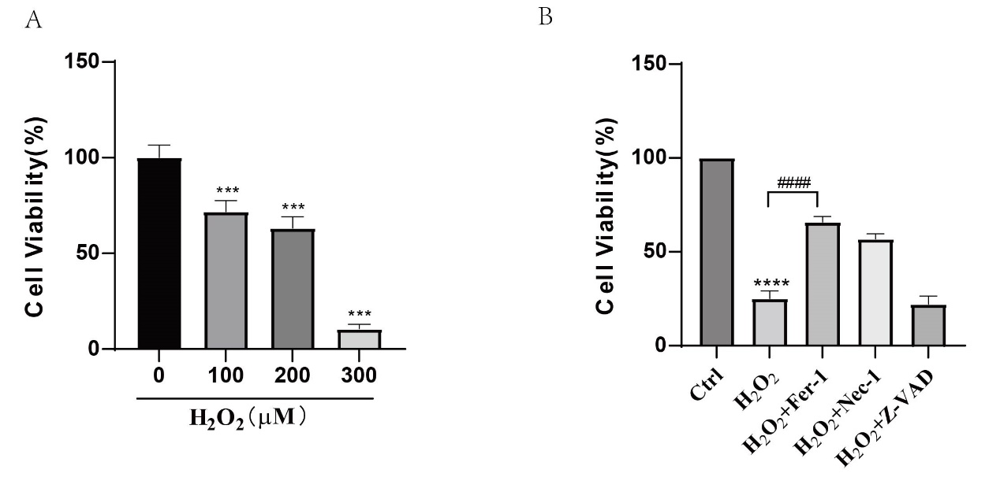 A
B
Cell Viability(%)
150
100
50
0
***
***
***
0 100 200 300
H₂O₂(μM)
Cell Viability(%)
150
100
50
0
####
****
Ctrl
H₂O₂
H₂O₂+Fer-1
H₂O₂+Nec-1
H₂O₂+Z-VAD